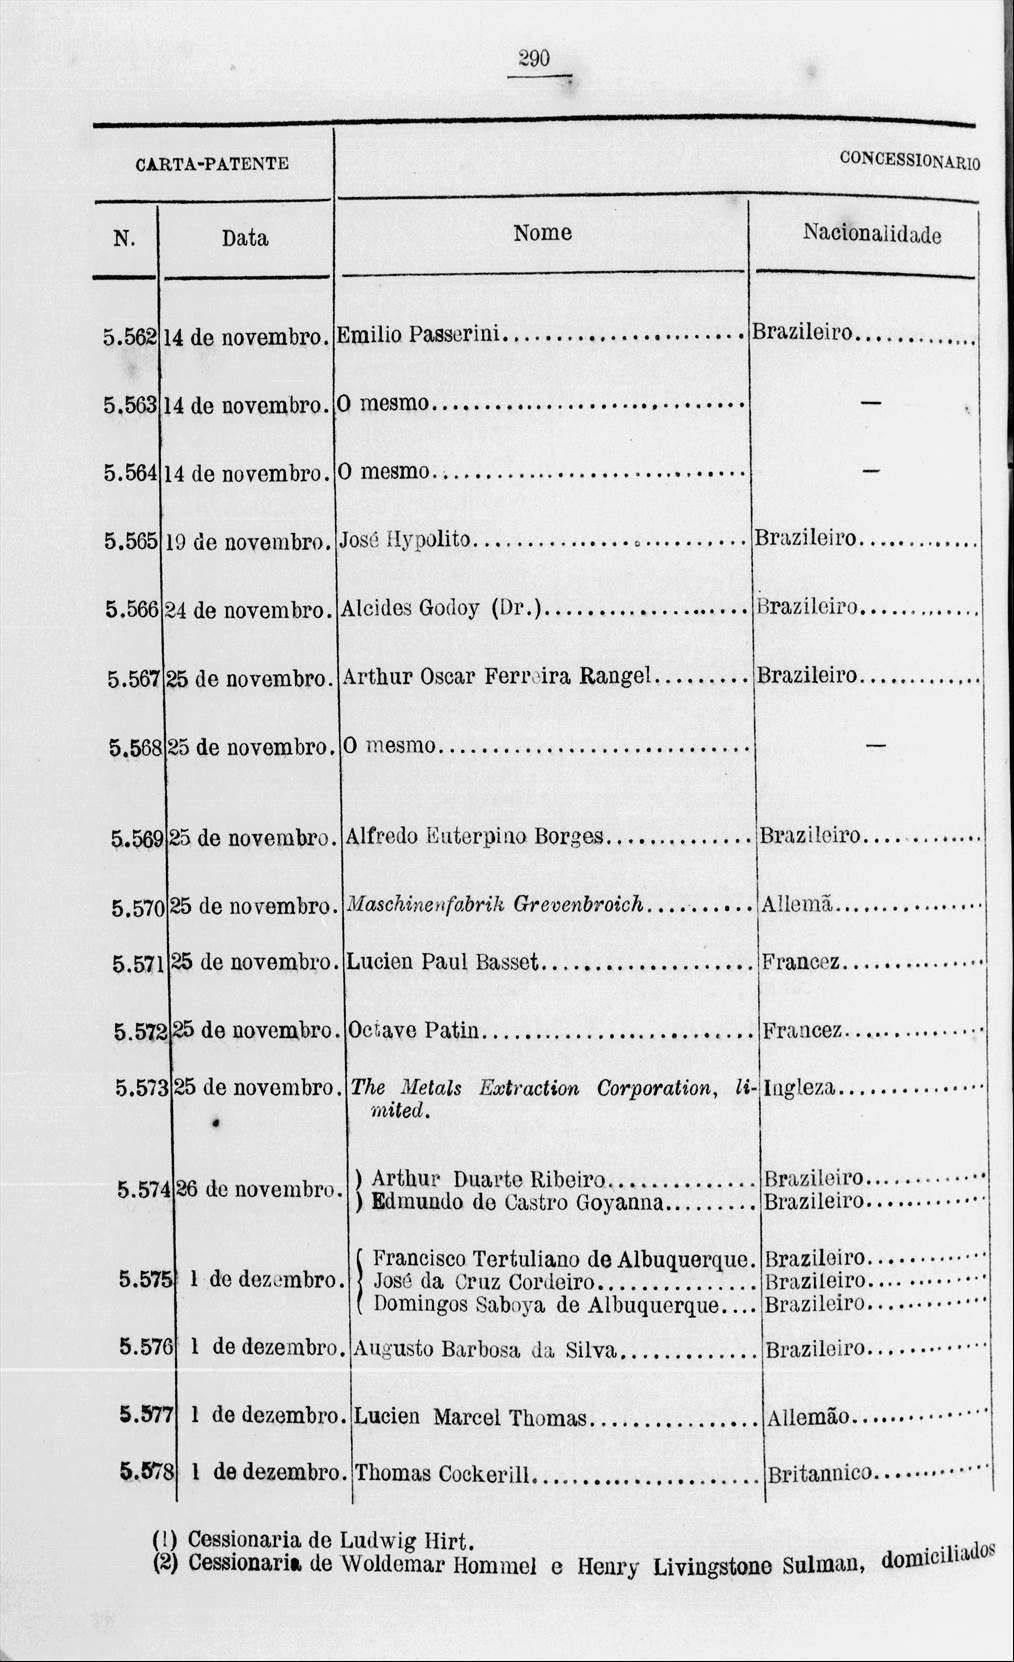 290
CARTA-PATENTE CONCESSIONARIO
N. Data Nome Nacionalidade
5.562 14 de novembro. Emilio Passerini........................ Brazileiro.............
5.563 14 de novembro. O mesmo.............................. —
5.564 14 de novembro. O mesmo.............................. —
5.565 19 de novembro. José Hypolito.......................... Brazileiro.............
5.566 24 de novembro. Alcides Godoy (Dr.)................... Brazileiro.............
5.567 25 de novembro. Arthur Oscar Ferreira Rangel......... Brazileiro.............
5.568 25 de novembro. O mesmo.............................. —
5.569 25 de novembro. Alfredo Euterpino Borges.............. Brazileiro.............
5.570 25 de novembro. Maschinenfabrik Grevenbroich.......... Allemã................
5.571 25 de novembro. Lucien Paul Basset.................... Francez...............
5.572 25 de novembro. Octave Patin.......................... Francez...............
5.573 25 de novembro. The Metals Extraction Corporation, li- Ingleza...............
mited.
) Arthur Duarte Ribeiro.............. Brazileiro.............
5.574 26 de novembro.
) Edmundo de Castro Goyanna......... Brazileiro.............
Francisco Tertuliano de Albuquerque. Brazileiro.............
5.575 1 de dezembro. José da Cruz Cordeiro............... Brazileiro.............
Domingos Saboya de Albuquerque.... Brazileiro.............
5.576 1 de dezembro. Augusto Barbosa da Silva............. Brazileiro.............
5.577 1 de dezembro. Lucien Marcel Thomas................ Allemão..............
5.578 1 de dezembro. Thomas Cockerill...................... Britannico............
(1) Cessionaria de Ludwig Hirt.
(2) Cessionaria de Woldemar Hommel e Henry Livingstone Sulman, domiciliados